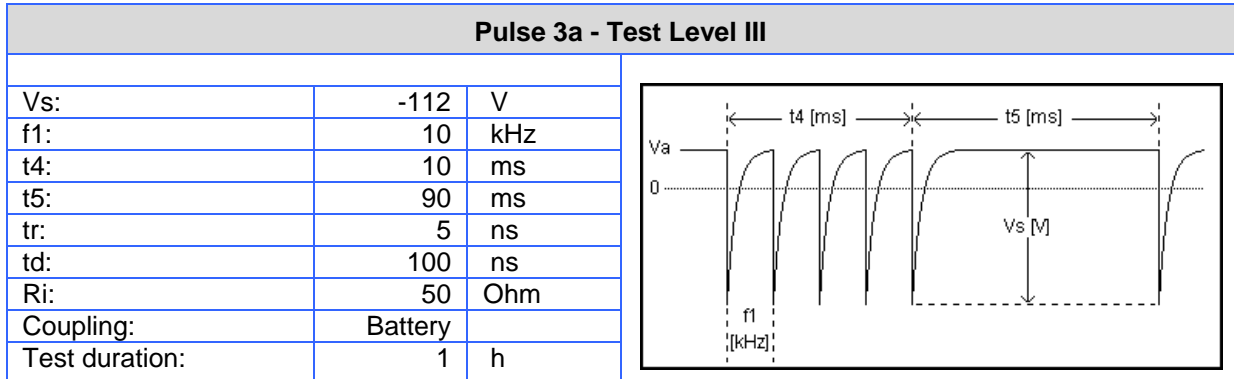 Pulse 3a - Test Level III
Vs: -112 V
f1: 10 kHz
t4: 10 ms
t5: 90 ms
tr: 5 ns
td: 100 ns
Ri: 50 Ohm
Coupling: Battery
Test duration: 1 h
t4 [ms] t5 [ms]
Va
0
Vs [V]
f1
[kHz]